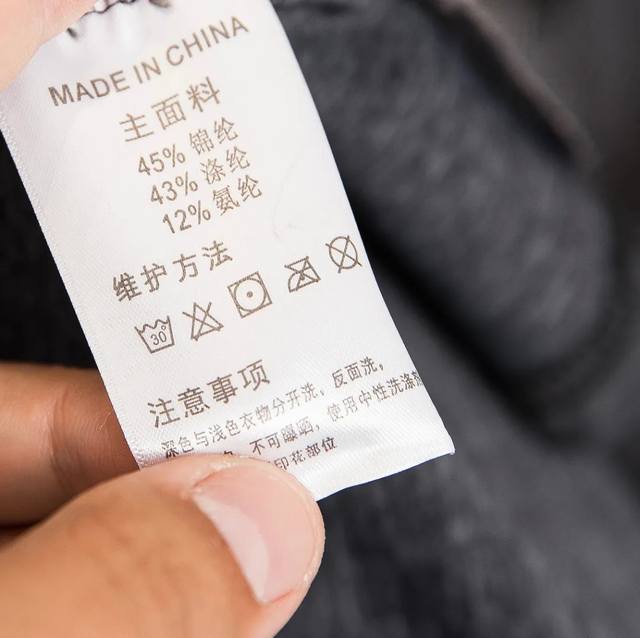 MADE IN CHINA
主面料
45% 锦纶
43% 涤纶
12% 氨纶
维护方法
30°
注意事项
深色与浅色衣物分开洗，反面洗，
不可曝晒，使用中性洗涤剂
印花部位